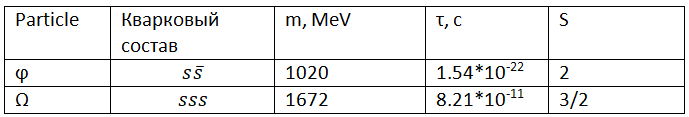 Particle Кварковый состав m, MeV τ, с S
φ ss̄ 1020 1.54*10⁻²² 2
Ω sss 1672 8.21*10⁻¹¹ 3/2